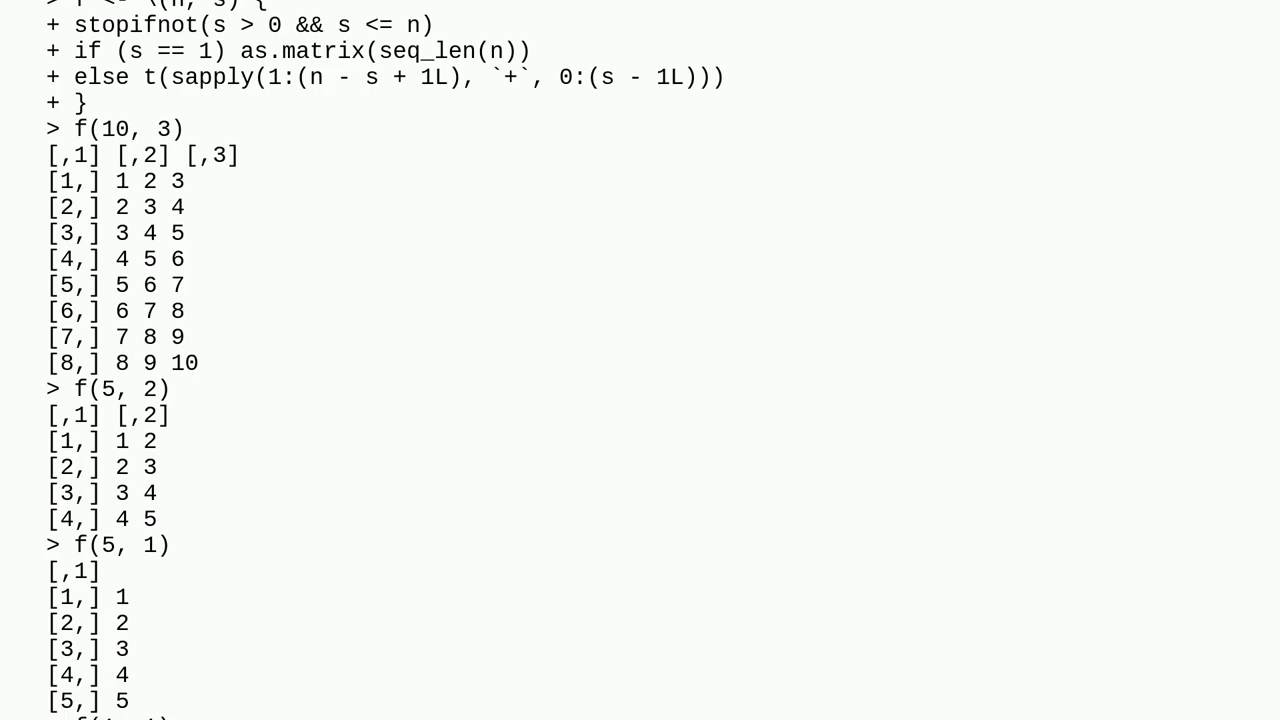 > f <- \(n, s) {
+ stopifnot(s > 0 && s <= n)
+ if (s == 1) as.matrix(seq_len(n))
+ else t(sapply(1:(n - s + 1L), `+`, 0:(s - 1L)))
+ }
> f(10, 3)
[,1] [,2] [,3]
[1,] 1 2 3
[2,] 2 3 4
[3,] 3 4 5
[4,] 4 5 6
[5,] 5 6 7
[6,] 6 7 8
[7,] 7 8 9
[8,] 8 9 10
> f(5, 2)
[,1] [,2]
[1,] 1 2
[2,] 2 3
[3,] 3 4
[4,] 4 5
> f(5, 1)
[,1]
[1,] 1
[2,] 2
[3,] 3
[4,] 4
[5,] 5